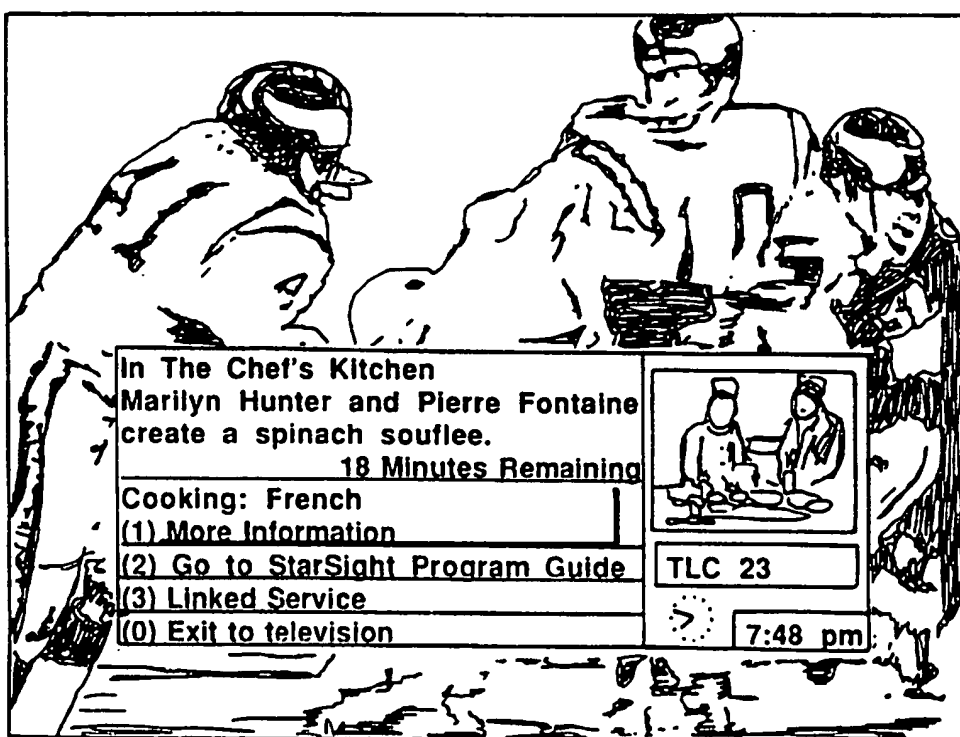 In The Chef's Kitchen
Marilyn Hunter and Pierre Fontaine
create a spinach souflee.
18 Minutes Remaining
Cooking: French
(1) More Information
(2) Go to StarSight Program Guide
(3) Linked Service
(0) Exit to television
TLC 23
7:48 pm